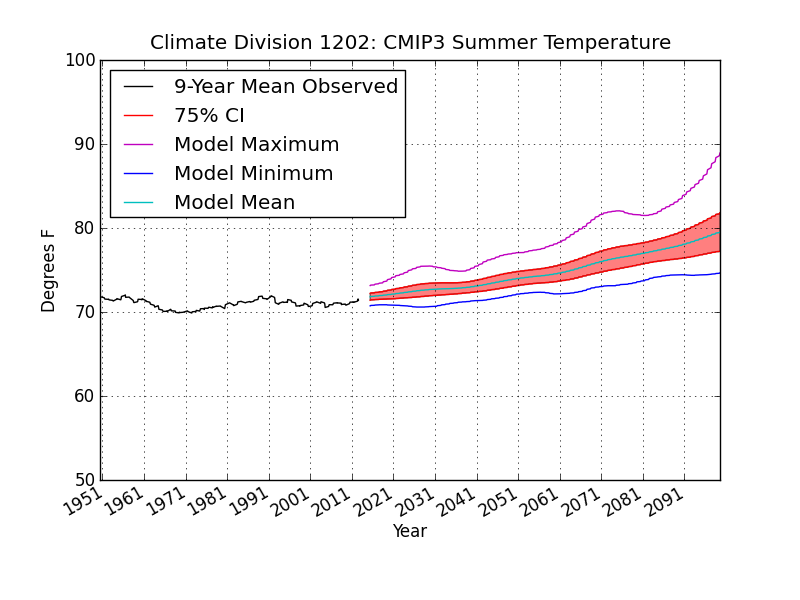 Climate Division 1202: CMIP3 Summer Temperature
100
90
80
70
60
50
Degrees F
9-Year Mean Observed
75% CI
Model Maximum
Model Minimum
Model Mean
1951 1961 1971 1981 1991 2001 2011 2021 2031 2041 2051 2061 2071 2081 2091
Year